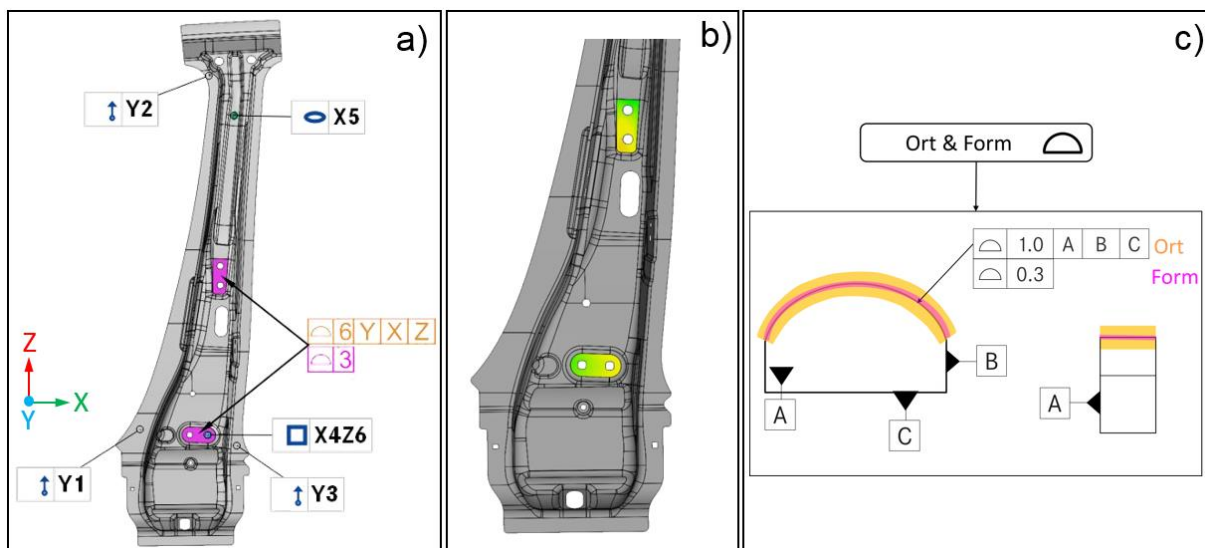 a)
Y2
X5
6 Y X Z
3
Z
X
Y
X4Z6
Y1
Y3
b)
c)
Ort & Form
1.0 A B C Ort
0.3 Form
B
A
C
A